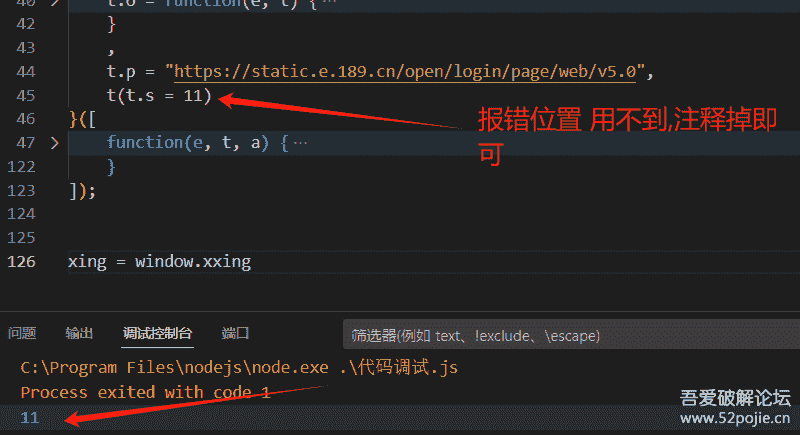 40 t.o = function(e, t) { ···
42 }
43 ,
44 t.p = "https://static.e.189.cn/open/login/page/web/v5.0",
45 t(t.s = 11)
46 }([
47 function(e, t, a) { ···
122 }
123 ]);
124
125
126 xing = window.xxing
报错位置 用不到,注释掉即
可
问题 输出 调试控制台 端口 筛选器(例如 text、!exclude、\escape)
C:\Program Files\nodejs\node.exe .\代码调试.js
Process exited with code 1
11
吾爱破解论坛
www.52pojie.cn